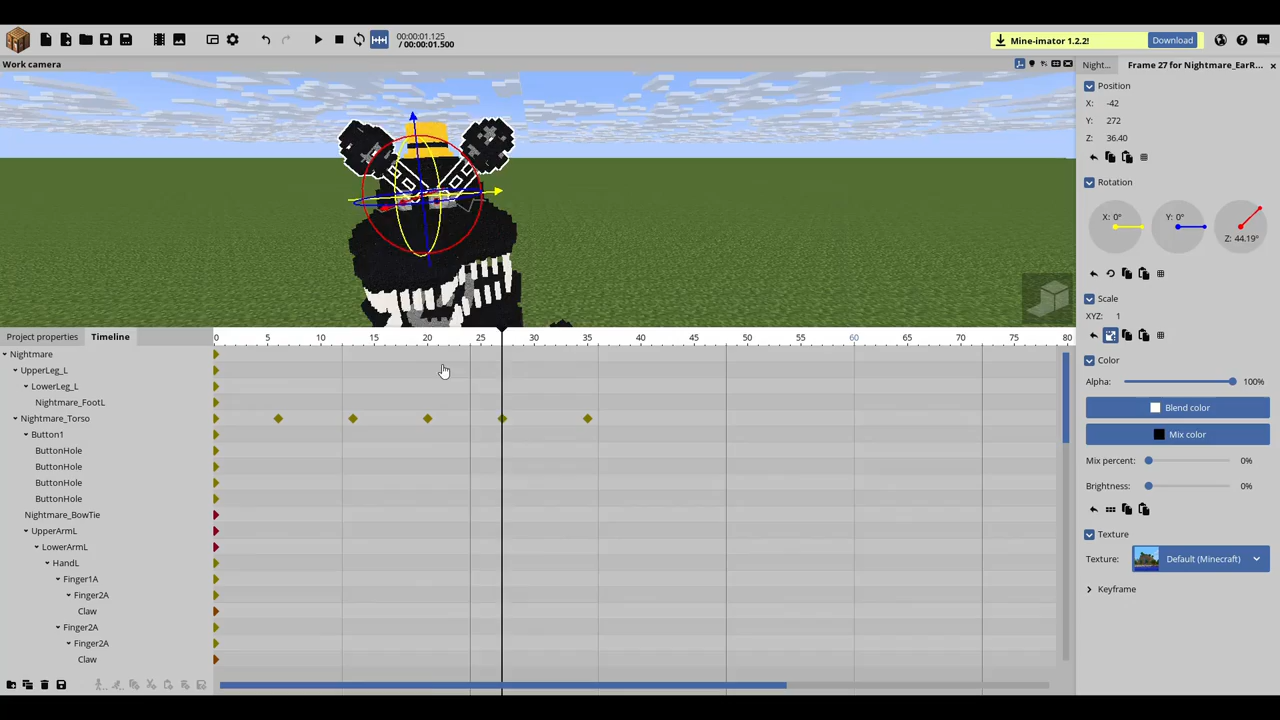 00:00:01.125
/ 00:00:01.500
Mine-imator 1.2.2!
Download
Work camera
Night...
Frame 27 for Nightmare_EarR...
Position
X: -42
Y: 272
Z: 36.40
Rotation
X: 0°
Y: 0°
Z: 44.19°
Scale
XYZ: 1
Color
Alpha: 100%
Blend color
Mix color
Mix percent: 0%
Brightness: 0%
Texture
Texture: Default (Minecraft)
Keyframe
Project properties
Timeline
0 5 10 15 20 25 30 35 40 45 50 55 60 65 70 75 80
Nightmare
UpperLeg_L
LowerLeg_L
Nightmare_FootL
Nightmare_Torso
Button1
ButtonHole
ButtonHole
ButtonHole
ButtonHole
Nightmare_BowTie
UpperArmL
LowerArmL
HandL
Finger1A
Finger2A
Claw
Finger2A
Finger2A
Claw